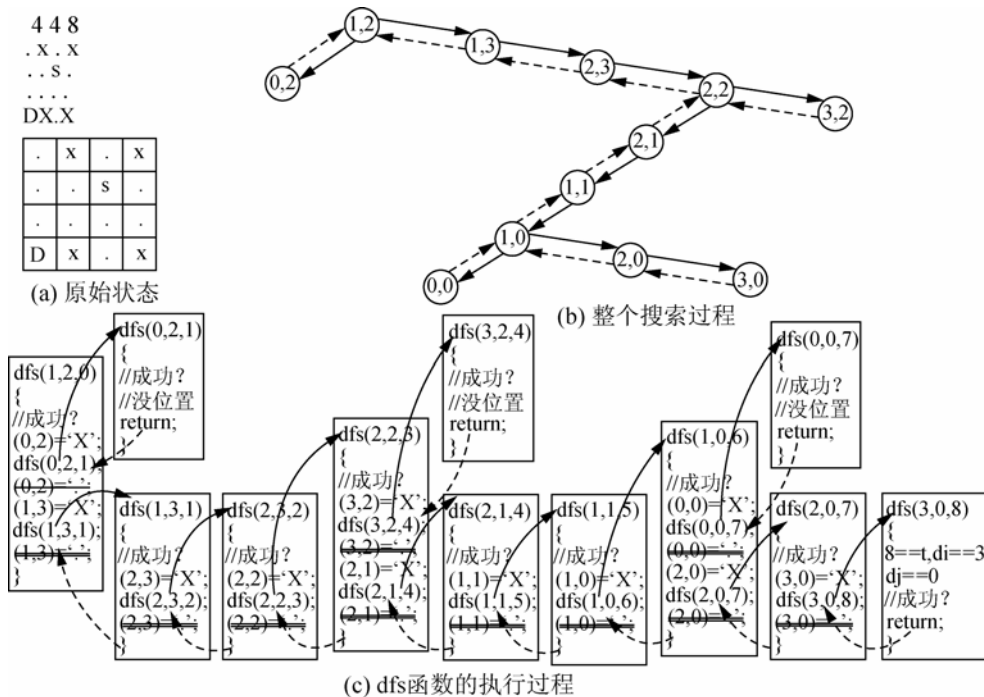 4 4 8
. x . x
. . s .
. . . .
DX.X
. x . x
. . s .
. . . .
D x . x
(a) 原始状态
1,2
0,2
1,3
2,3
2,2
3,2
2,1
1,1
1,0
0,0
2,0
3,0
(b) 整个搜索过程
dfs(1,2,0)
{
//成功?
(0,2)=‘X’;
dfs(0,2,1);
(0,2)=‘.’;
(1,3)=‘X’;
dfs(1,3,1);
(1,3)=‘.’;
}
dfs(0,2,1)
{
//成功?
//没位置
return;
}
dfs(1,3,1)
{
//成功?
(2,3)=‘X’;
dfs(2,3,2);
(2,3)=‘.’;
}
dfs(2,3,2)
{
//成功?
(2,2)=‘X’;
dfs(2,2,3);
(2,2)=‘.’;
}
dfs(2,2,3)
{
//成功?
(3,2)=‘X’;
dfs(3,2,4);
(3,2)=‘.’;
(2,1)=‘X’;
dfs(2,1,4);
(2,1)=‘.’;
}
dfs(3,2,4)
{
//成功?
//没位置
return;
}
dfs(2,1,4)
{
//成功?
(1,1)=‘X’;
dfs(1,1,5);
(1,1)=‘.’;
}
dfs(1,1,5)
{
//成功?
(1,0)=‘X’;
dfs(1,0,6);
(1,0)=‘.’;
}
dfs(1,0,6)
{
//成功?
(0,0)=‘X’;
dfs(0,0,7)
(0,0)=‘.’;
(2,0)=‘X’;
dfs(2,0,7);
(2,0)=‘.’;
}
dfs(0,0,7)
{
//成功?
//没位置
return;
}
dfs(2,0,7)
{
//成功?
(3,0)=‘X’;
dfs(3,0,8);
(3,0)=‘.’;
}
dfs(3,0,8)
{
8==t,di==3
dj==0
//成功?
return;
}
(c) dfs函数的执行过程